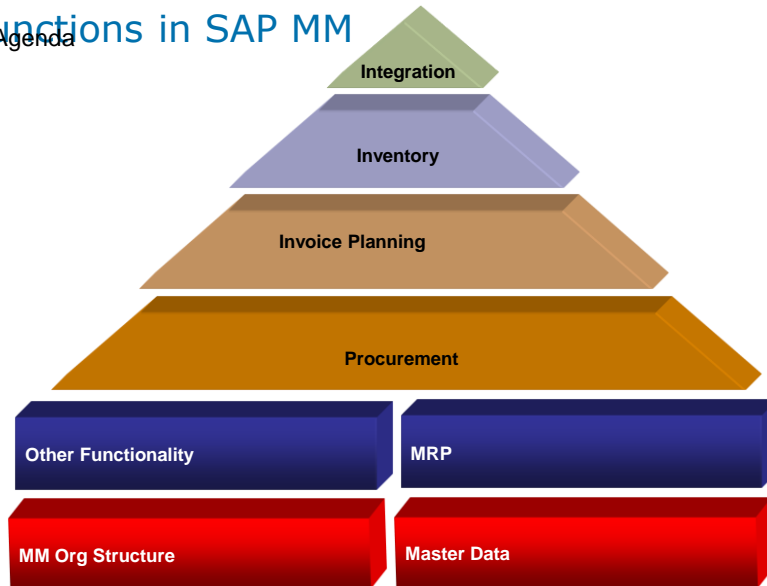 unctions in SAP MM
Agenda
Integration
Inventory
Invoice Planning
Procurement
Other Functionality
MRP
MM Org Structure
Master Data